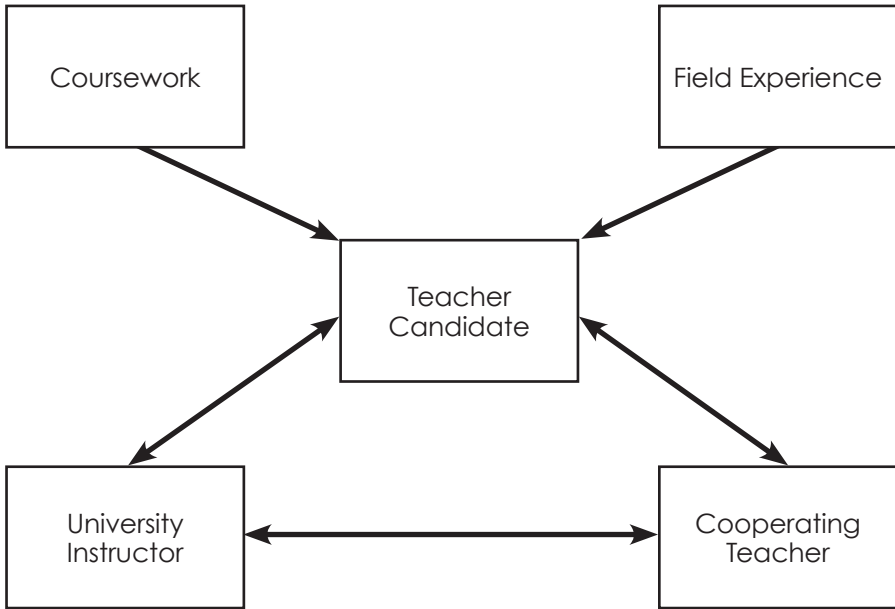 Coursework
Field Experience
Teacher
Candidate
University
Instructor
Cooperating
Teacher